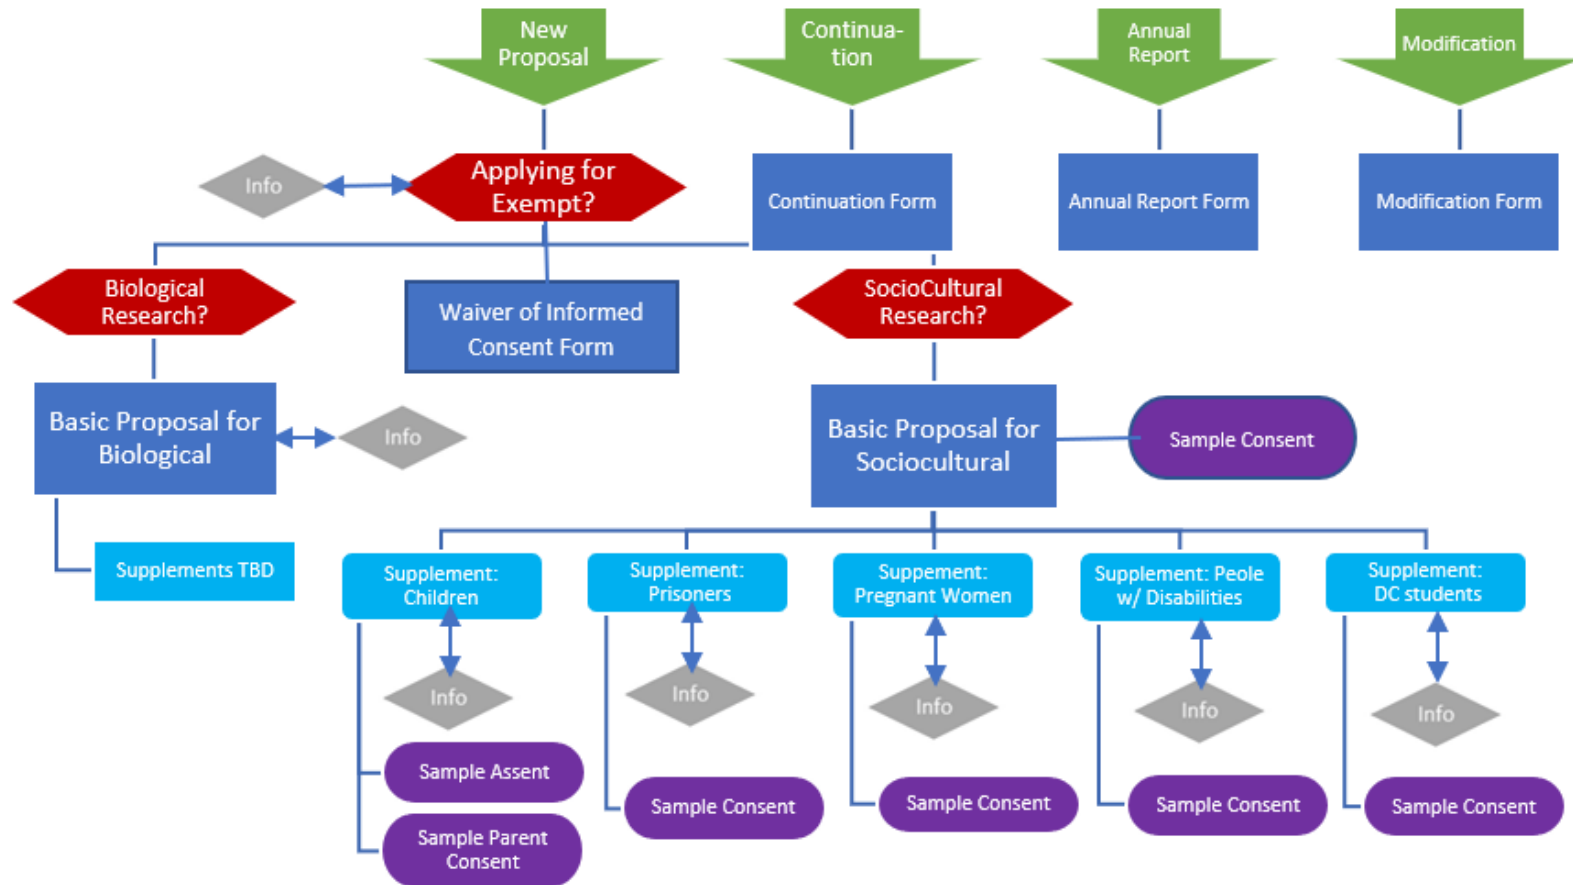 New
Proposal
Continua-
tion
Annual
Report
Modification
Info
Applying for
Exempt?
Continuation Form
Annual Report Form
Modification Form
Biological
Research?
Waiver of Informed
Consent Form
SocioCultural
Research?
Basic Proposal for
Biological
Info
Basic Proposal for
Sociocultural
Sample Consent
Supplements TBD
Supplement:
Children
Supplement:
Prisoners
Suppement:
Pregnant Women
Supplement: Peole
w/ Disabilities
Supplement:
DC students
Info
Info
Info
Info
Info
Sample Assent
Sample Parent
Consent
Sample Consent
Sample Consent
Sample Consent
Sample Consent